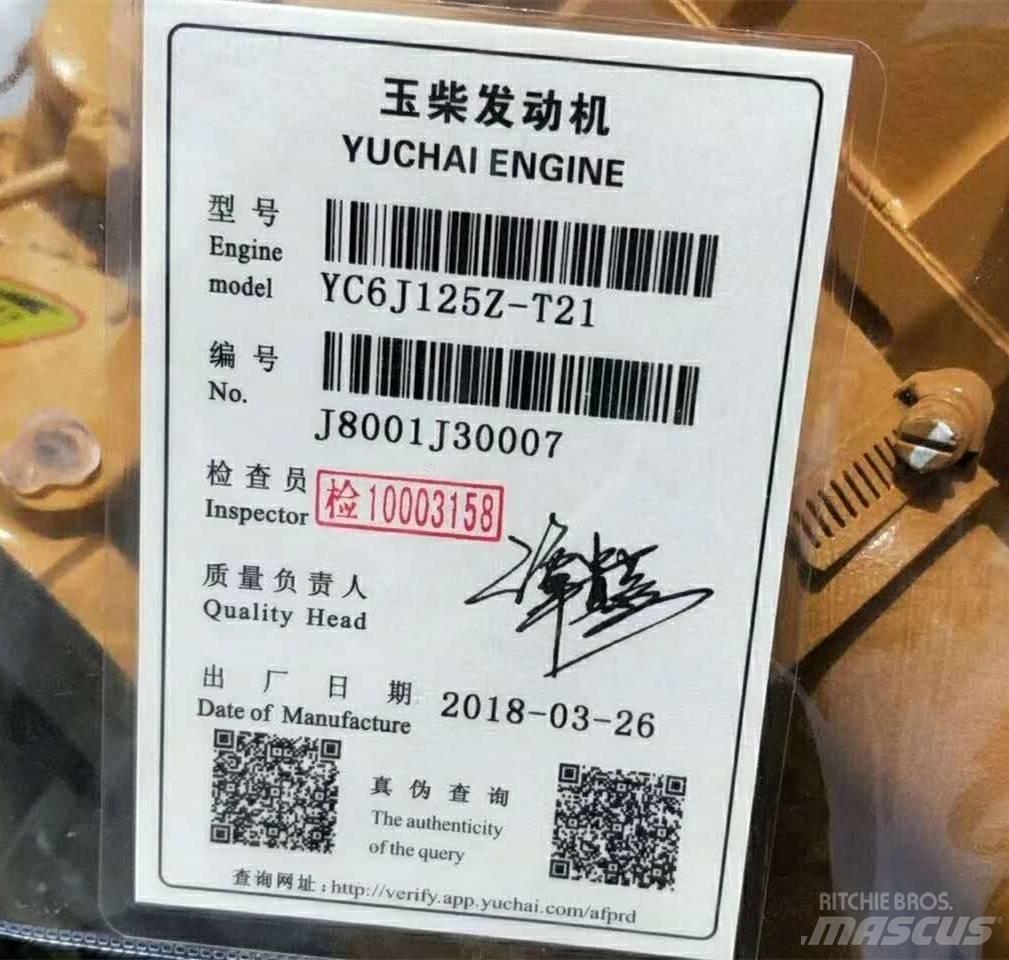 玉柴发动机
YUCHAI ENGINE
型号
Engine
model
YC6J125Z-T21
编号
No.
J8001J30007
检查员
Inspector
检10003158
质量负责人
Quality Head
出厂日期
Date of Manufacture
2018-03-26
真伪查询
The authenticity
of the query
查询网址:http://verify.app.yuchai.com/afprd
RITCHIE BROS.
MASCUS